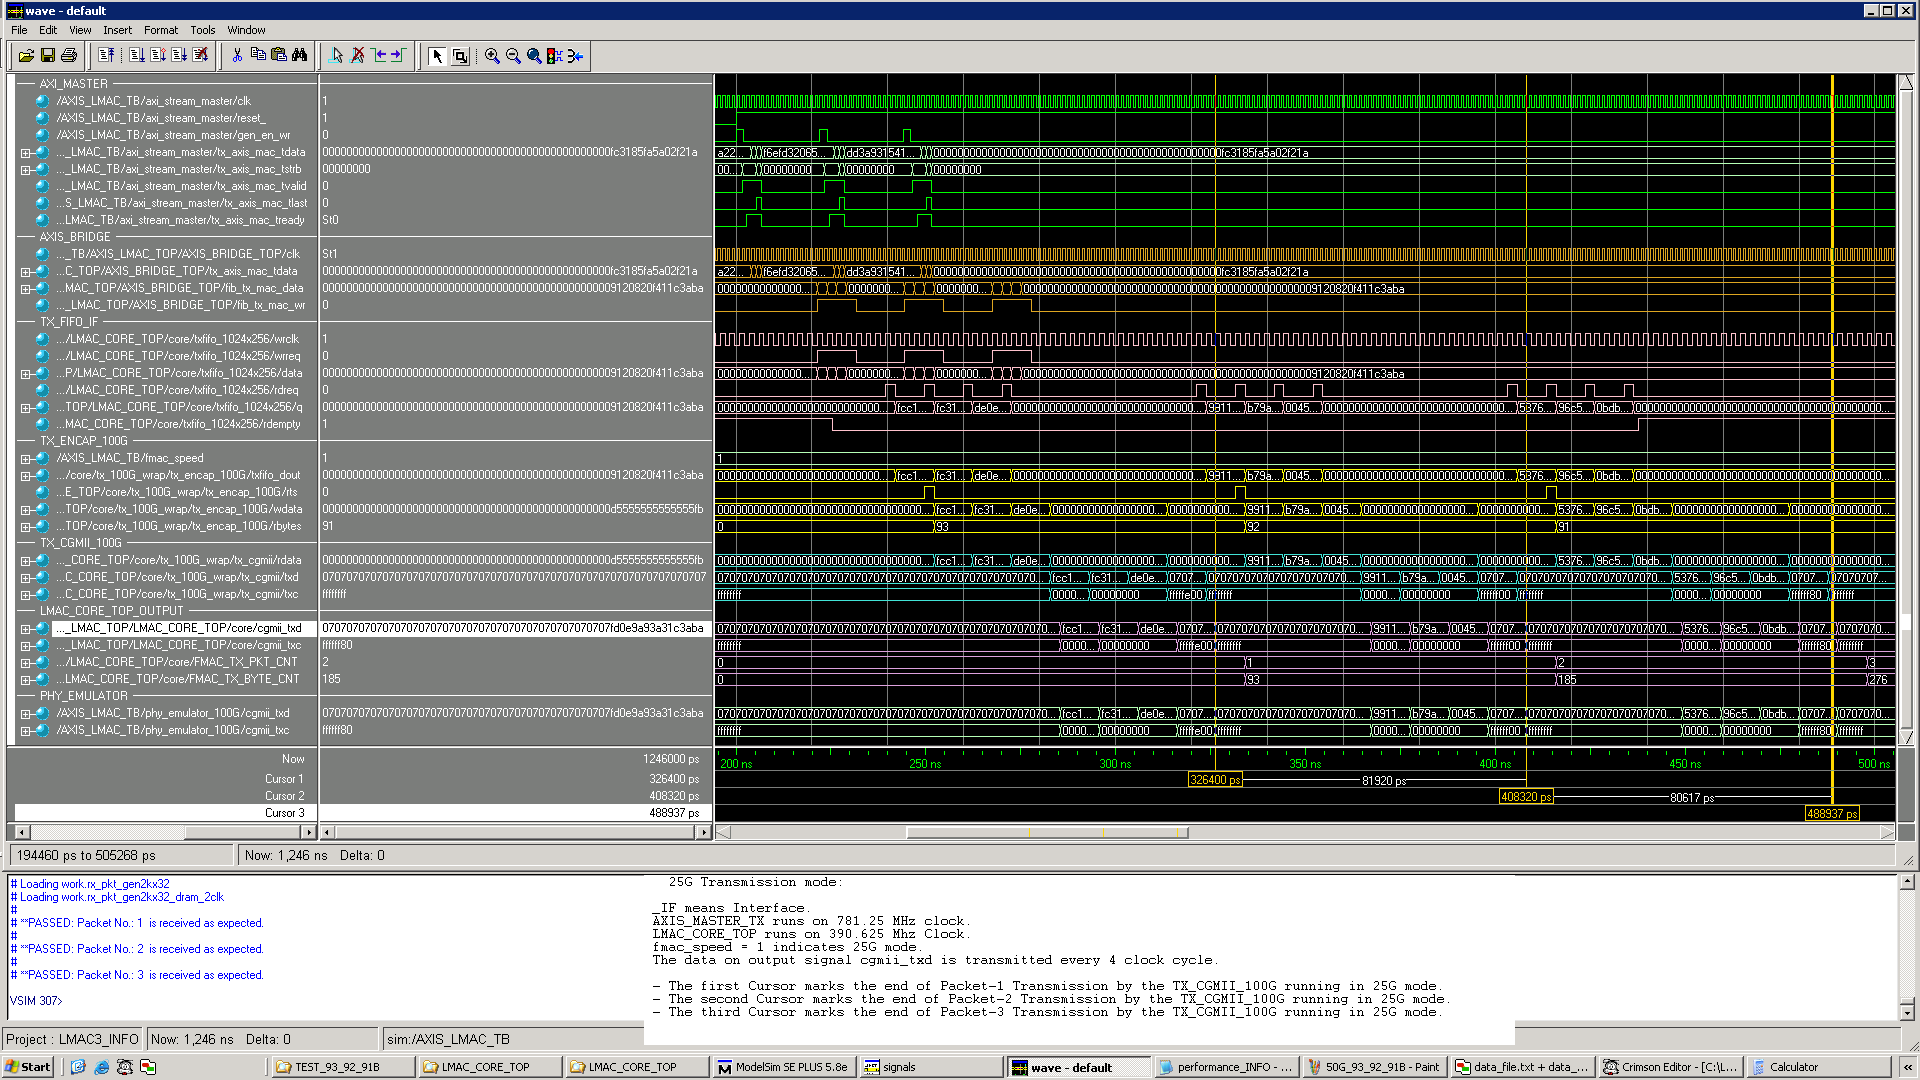 wave - default
File Edit View Insert Format Tools Window
AXI_MASTER
/AXIS_LMAC_TB/axi_stream_master/clk 1
/AXIS_LMAC_TB/axi_stream_master/reset_ 1
/AXIS_LMAC_TB/axi_stream_master/gen_en_wr 0
..._LMAC_TB/axi_stream_master/tx_axis_mac_tdata
..._LMAC_TB/axi_stream_master/tx_axis_mac_tstrb 00000000
..._LMAC_TB/axi_stream_master/tx_axis_mac_tvalid 0
...S_LMAC_TB/axi_stream_master/tx_axis_mac_tlast 0
...LMAC_TB/axi_stream_master/tx_axis_mac_tready St0
AXIS_BRIDGE
..._TB/AXIS_LMAC_TOP/AXIS_BRIDGE_TOP/clk St1
...C_TOP/AXIS_BRIDGE_TOP/tx_axis_mac_tdata
...MAC_TOP/AXIS_BRIDGE_TOP/fib_tx_mac_data
..._LMAC_TOP/AXIS_BRIDGE_TOP/fib_tx_mac_wr 0
TX_FIFO_IF
.../LMAC_CORE_TOP/core/txfifo_1024x256/wrclk 1
.../LMAC_CORE_TOP/core/txfifo_1024x256/wrreq 0
...P/LMAC_CORE_TOP/core/txfifo_1024x256/data
.../LMAC_CORE_TOP/core/txfifo_1024x256/rdreq 0
...TOP/LMAC_CORE_TOP/core/txfifo_1024x256/q
...MAC_CORE_TOP/core/txfifo_1024x256/rdempty 1
TX_ENCAP_100G
/AXIS_LMAC_TB/fmac_speed 1 1
.../core/tx_100G_wrap/tx_encap_100G/txfifo_dout
...E_TOP/core/tx_100G_wrap/tx_encap_100G/rts 0
...TOP/core/tx_100G_wrap/tx_encap_100G/wdata
...TOP/core/tx_100G_wrap/tx_encap_100G/rbytes 91 0 93 92 91
TX_CGMII_100G
..._CORE_TOP/core/tx_100G_wrap/tx_cgmii/rdata
...C_CORE_TOP/core/tx_100G_wrap/tx_cgmii/txd
...C_CORE_TOP/core/tx_100G_wrap/tx_cgmii/txc ffffffff
LMAC_CORE_TOP_OUTPUT
..._LMAC_TOP/LMAC_CORE_TOP/core/cgmii_txd
..._LMAC_TOP/LMAC_CORE_TOP/core/cgmii_txc ffffff80
.../LMAC_CORE_TOP/core/FMAC_TX_PKT_CNT 2 0 1 2 3
...LMAC_CORE_TOP/core/FMAC_TX_BYTE_CNT 185 0 93 185 276
PHY_EMULATOR
/AXIS_LMAC_TB/phy_emulator_100G/cgmii_txd
/AXIS_LMAC_TB/phy_emulator_100G/cgmii_txc ffffff80
Now 1246000 ps 200 ns 250 ns 300 ns 350 ns 400 ns 450 ns 500 ns
Cursor 1 326400 ps 326400 ps 81920 ps
Cursor 2 408320 ps 408320 ps 80617 ps
Cursor 3 488937 ps 488937 ps
194460 ps to 505268 ps Now: 1,246 ns Delta: 0
# Loading work.rx_pkt_gen2kx32
# Loading work.rx_pkt_gen2kx32_dram_2clk
#
# **PASSED: Packet No.: 1 is received as expected.
#
# **PASSED: Packet No.: 2 is received as expected.
#
# **PASSED: Packet No.: 3 is received as expected.
VSIM 307>
25G Transmission mode:
_IF means Interface.
AXIS_MASTER_TX runs on 781.25 MHz clock.
LMAC_CORE_TOP runs on 390.625 Mhz Clock.
fmac_speed = 1 indicates 25G mode.
The data on output signal cgmii_txd is transmitted every 4 clock cycle.
- The first Cursor marks the end of Packet-1 Transmission by the TX_CGMII_100G running in 25G mode.
- The second Cursor marks the end of Packet-2 Transmission by the TX_CGMII_100G running in 25G mode.
- The third Cursor marks the end of Packet-3 Transmission by the TX_CGMII_100G running in 25G mode.
Project : LMAC3_INFO Now: 1,246 ns Delta: 0 sim:/AXIS_LMAC_TB
Start TEST_93_92_91B LMAC_CORE_TOP LMAC_CORE_TOP ModelSim SE PLUS 5.8e signals wave - default performance_INFO - ... 50G_93_92_91B - Paint data_file.txt + data_... Crimson Editor - [C:\L... Calculator